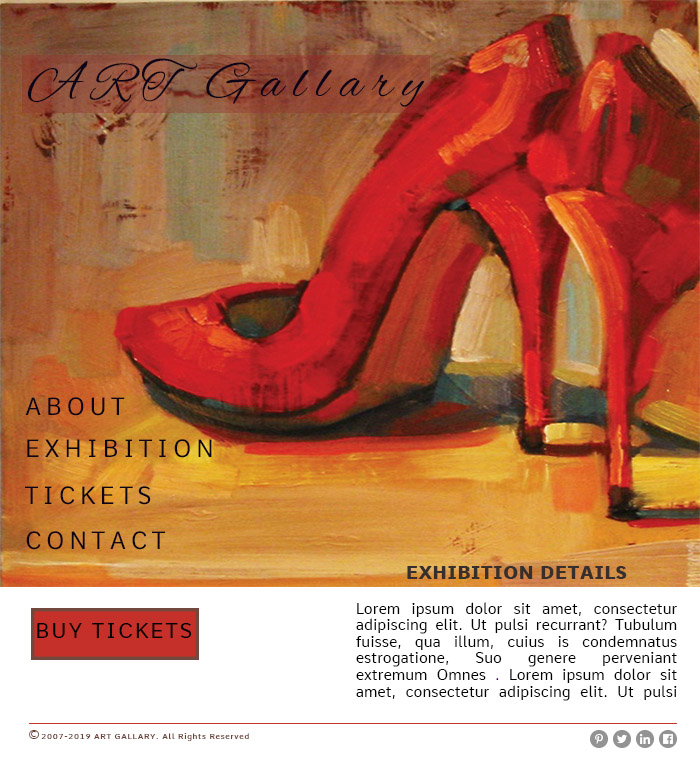 ART Gallary
ABOUT
EXHIBITION
TICKETS
CONTACT
EXHIBITION DETAILS
BUY TICKETS
Lorem ipsum dolor sit amet, consectetur
adipiscing elit. Ut pulsi recurrant? Tubulum
fuisse, qua illum, cuius is condemnatus
estrogatione, Suo genere perveniant
extremum Omnes . Lorem ipsum dolor sit
amet, consectetur adipiscing elit. Ut pulsi
©2007-2019 ART GALLARY. All Rights Reserved